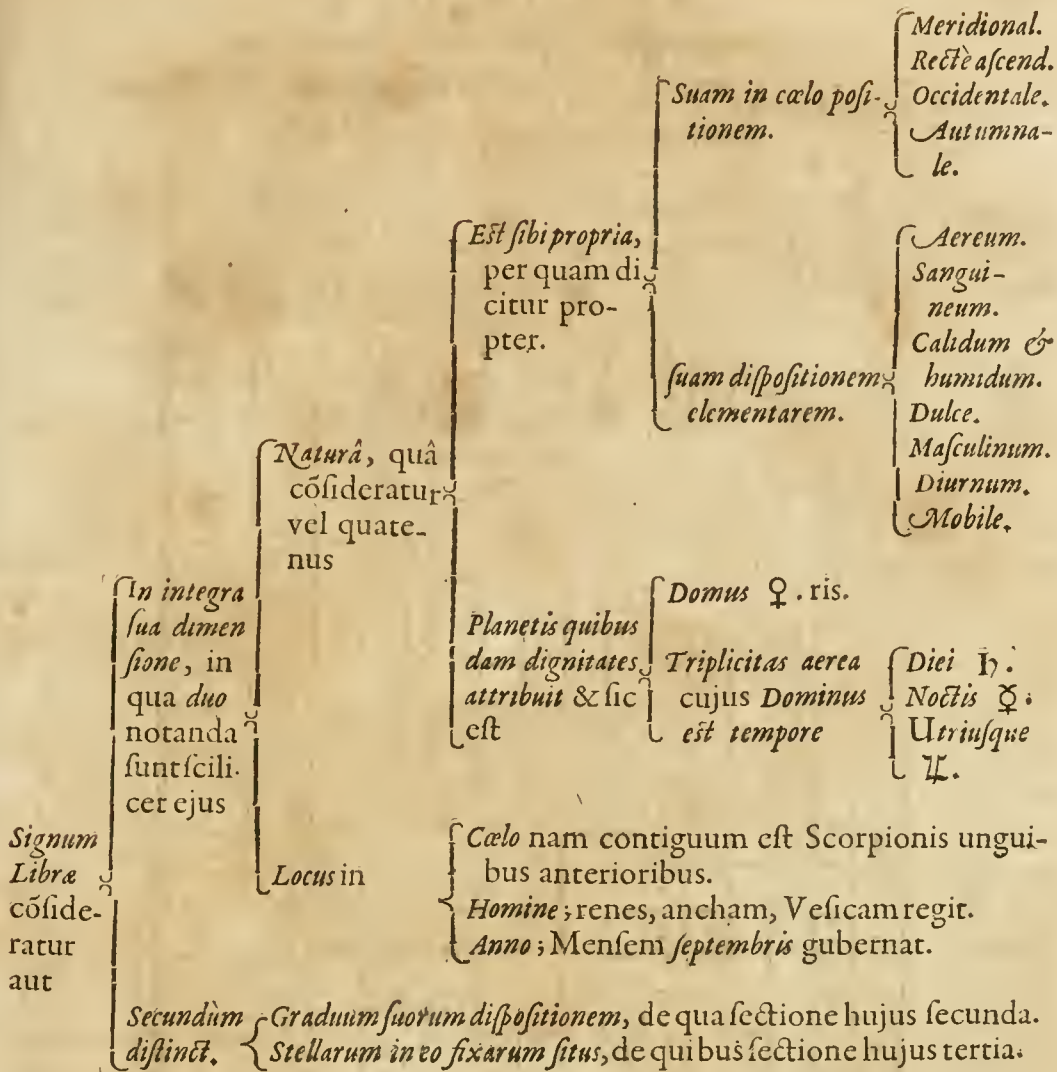 Signum
Libræ
cõside-
ratur
aut
In integra
sua dimen
sione, in
qua duo
notanda
sunt scili-
cet ejus
Naturâ, quâ
cõsideratur
vel quate-
nus
Est sibi propria,
per quam di
citur pro-
pter.
Suam in cœlo posi-
tionem.
Meridional.
Rectè ascend.
Occidentale.
Autumna-
le.
suam dispositionem
elementarem.
Aereum.
Sangui-
neum.
Calidum &
humidum.
Dulce.
Masculinum.
Diurnum.
Mobile.
Planetis quibus
dam dignitates
attribuit & sic
est
Domus ♀. ris.
Triplicitas aerea
cujus Dominus
est tempore
Diei ♄.
Noctis ☿.
Utriusque
♃.
Locus in
Cœlo nam contiguum est Scorpionis ungui-
bus anterioribus.
Homine; renes, ancham, Vesicam regit.
Anno; Mensem septembris gubernat.
Secundùm
distinct.
Graduum suorum dispositionem, de qua sectione hujus secunda.
Stellarum in eo fixarum situs, de quibus sectione hujus tertia.